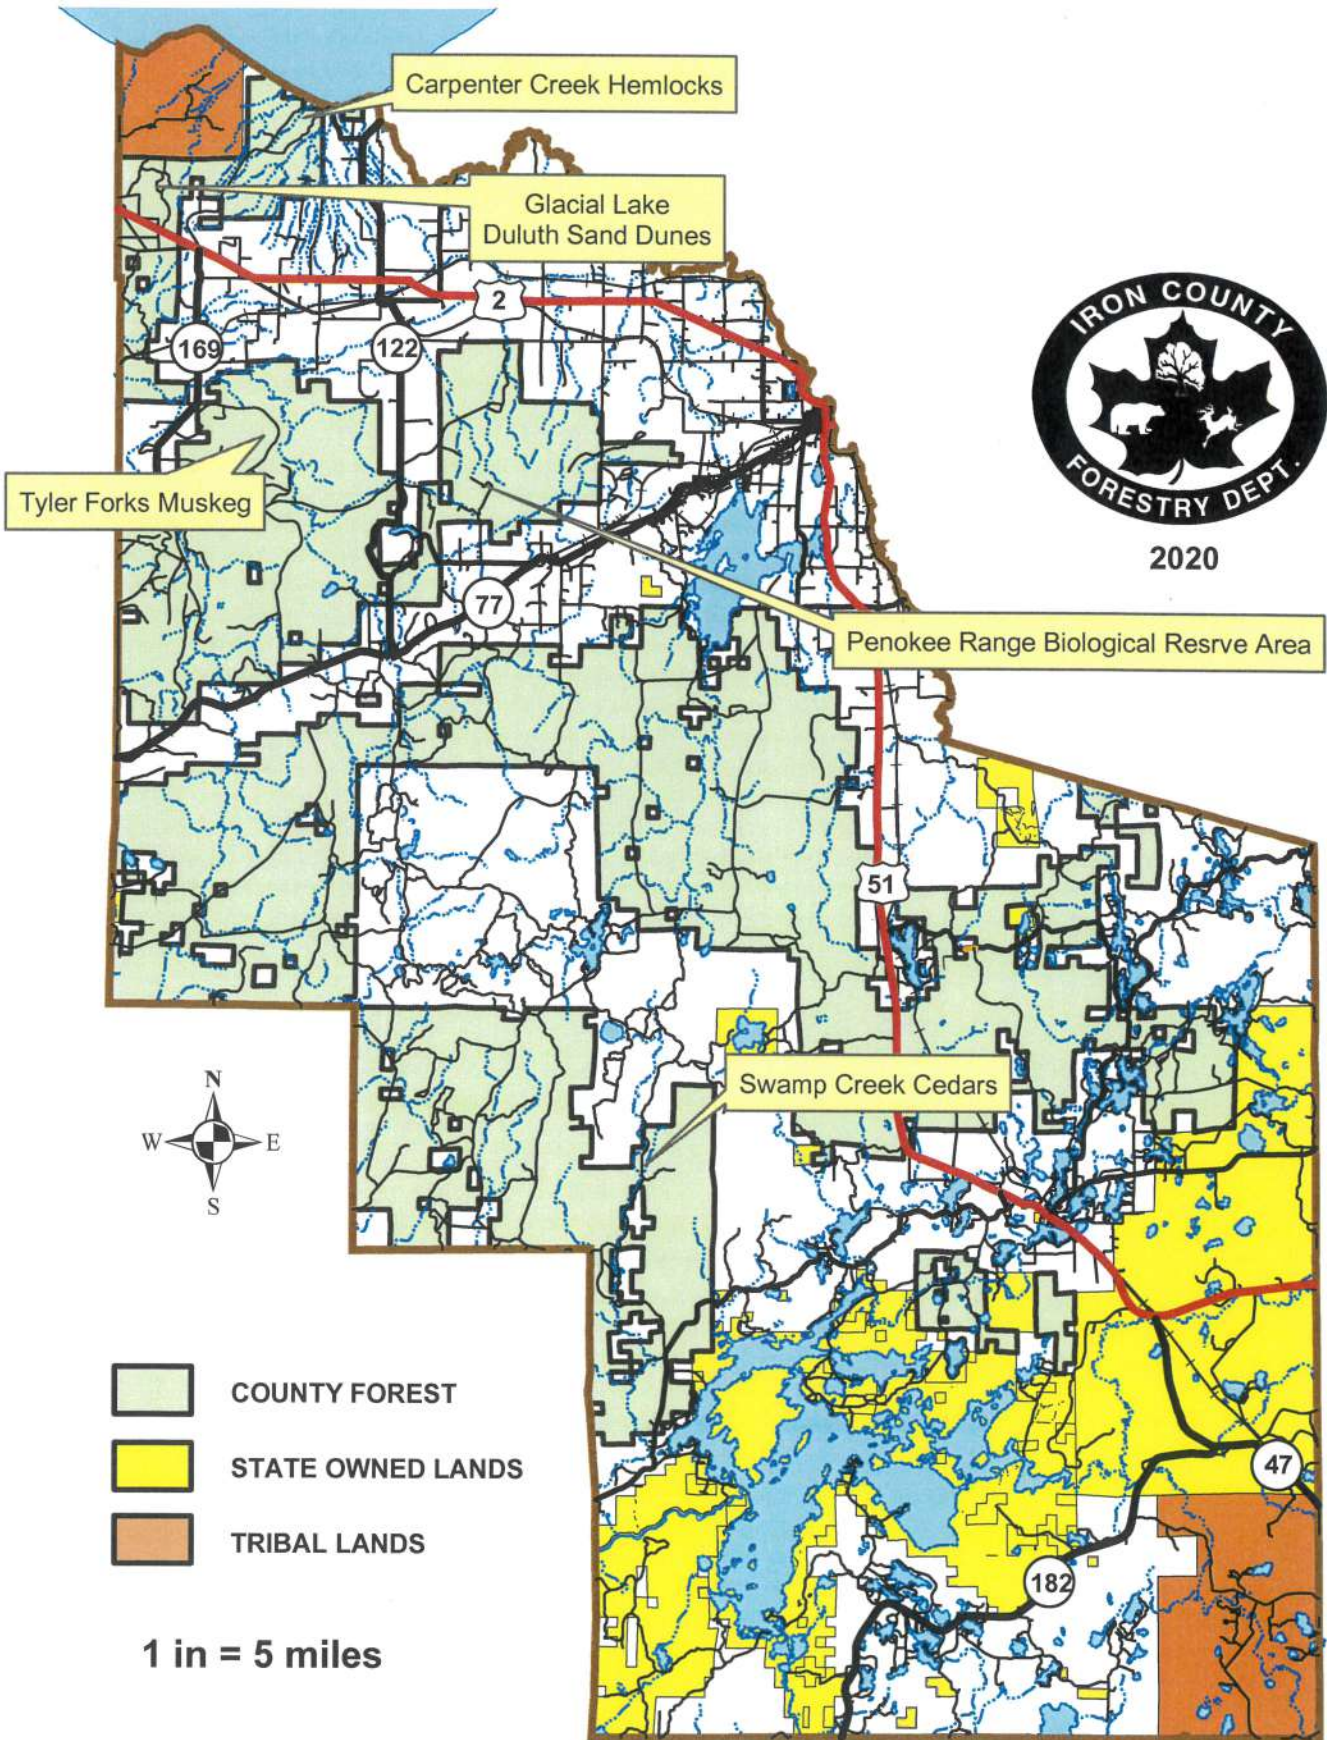 Carpenter Creek Hemlocks
Glacial Lake
Duluth Sand Dunes
2
169
122
IRON COUNTY
FORESTRY DEPT.
2020
Tyler Forks Muskeg
77
Penokee Range Biological Resrve Area
51
N
W
E
S
Swamp Creek Cedars
COUNTY FOREST
STATE OWNED LANDS
TRIBAL LANDS
47
182
1 in = 5 miles